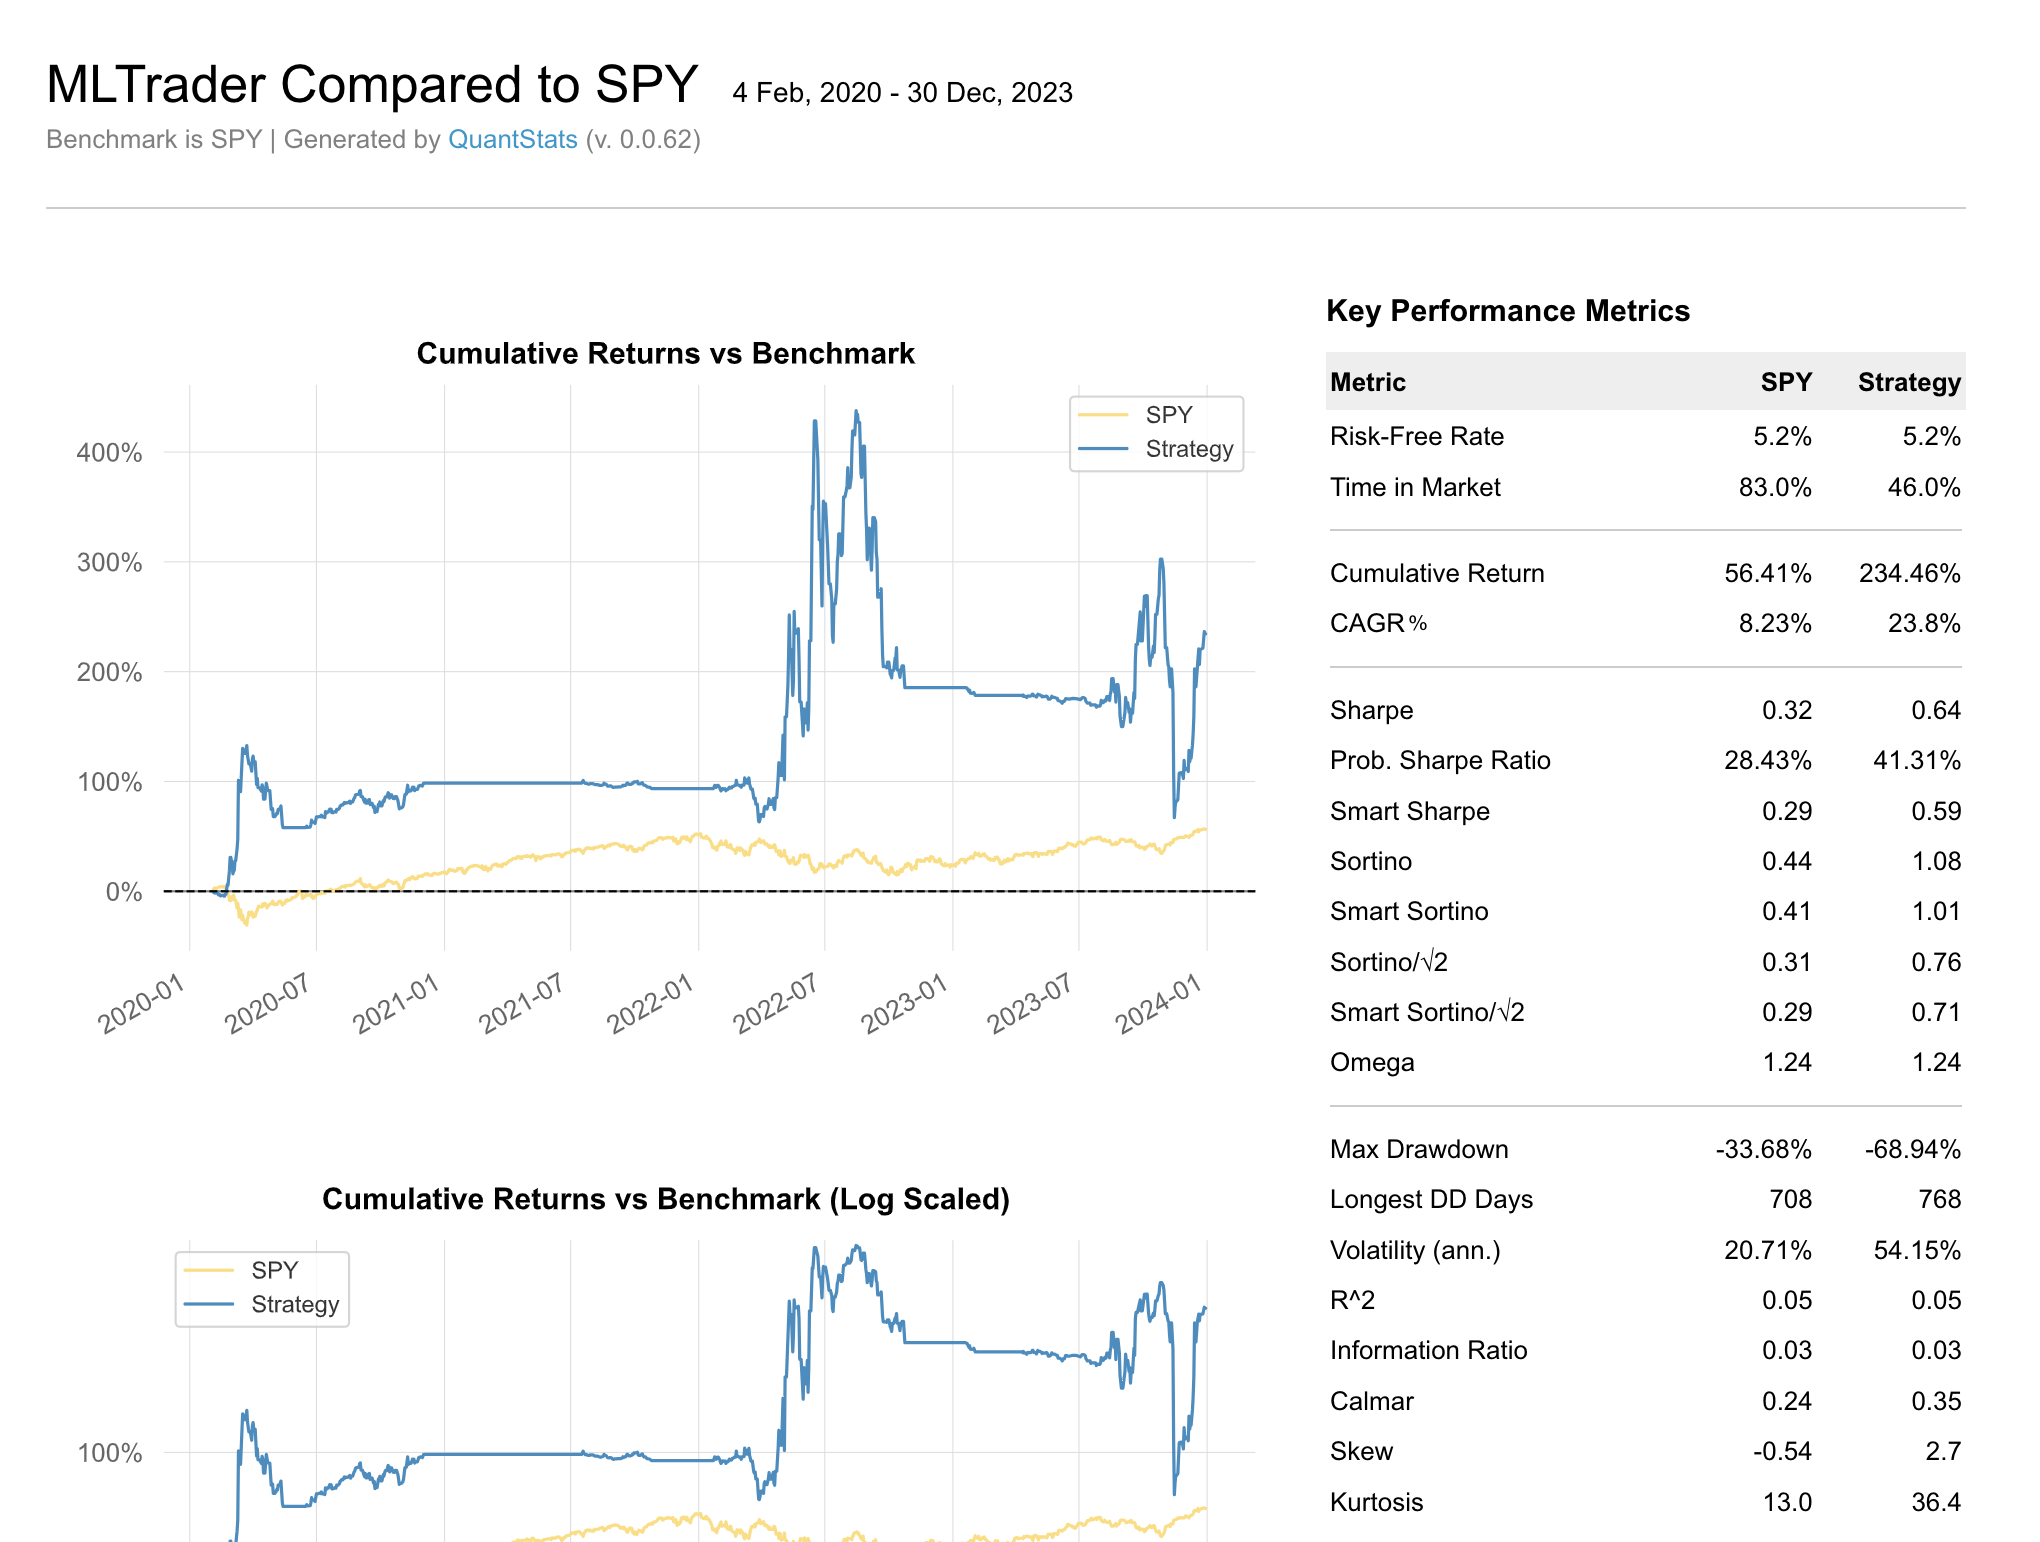 MLTrader Compared to SPY 4 Feb, 2020 - 30 Dec, 2023
Benchmark is SPY | Generated by QuantStats (v. 0.0.62)
Cumulative Returns vs Benchmark
SPY
Strategy
400%
300%
200%
100%
0%
2020-01
2020-07
2021-01
2021-07
2022-01
2022-07
2023-01
2023-07
2024-01
Cumulative Returns vs Benchmark (Log Scaled)
SPY
Strategy
100%
Key Performance Metrics
Metric SPY Strategy
Risk-Free Rate 5.2% 5.2%
Time in Market 83.0% 46.0%
Cumulative Return 56.41% 234.46%
CAGR﹪ 8.23% 23.8%
Sharpe 0.32 0.64
Prob. Sharpe Ratio 28.43% 41.31%
Smart Sharpe 0.29 0.59
Sortino 0.44 1.08
Smart Sortino 0.41 1.01
Sortino/√2 0.31 0.76
Smart Sortino/√2 0.29 0.71
Omega 1.24 1.24
Max Drawdown -33.68% -68.94%
Longest DD Days 708 768
Volatility (ann.) 20.71% 54.15%
R^2 0.05 0.05
Information Ratio 0.03 0.03
Calmar 0.24 0.35
Skew -0.54 2.7
Kurtosis 13.0 36.4